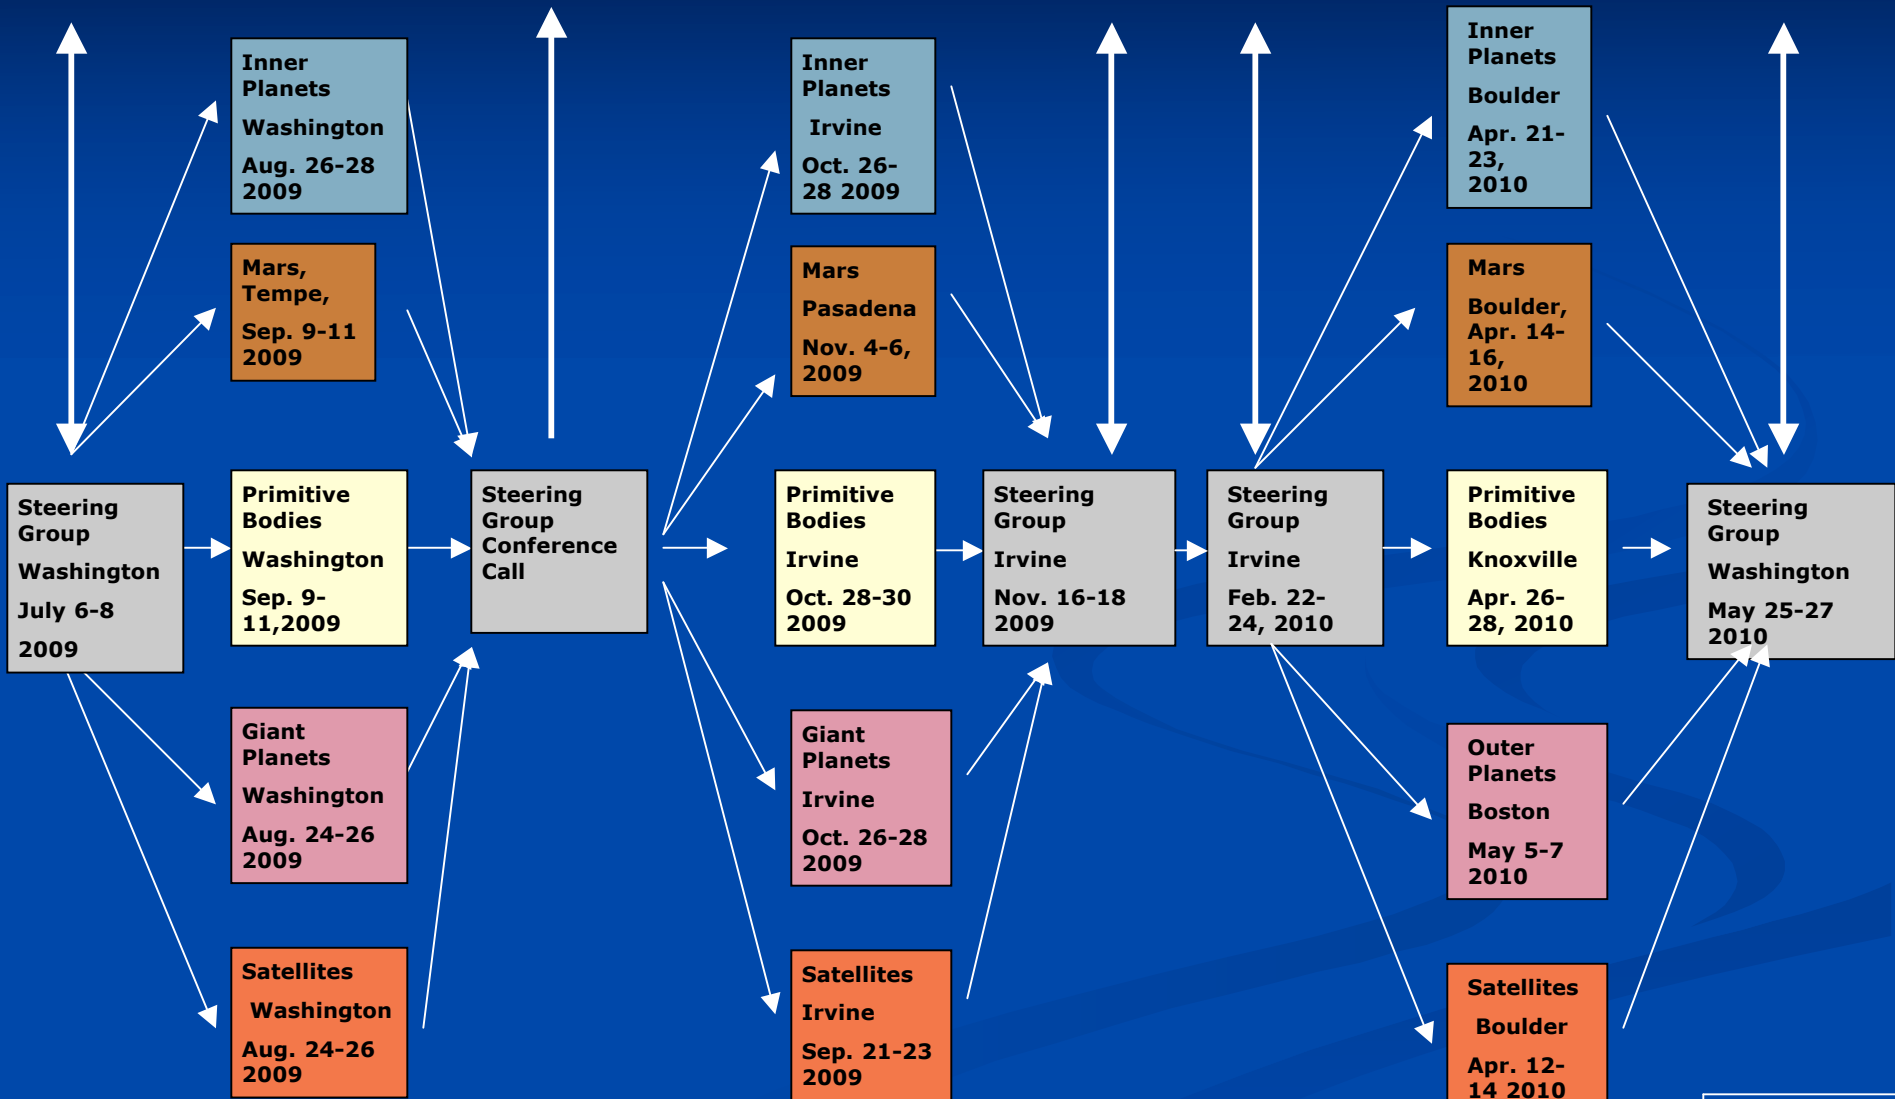 Inner
Planets
Washington
Aug. 26-28
2009
Mars,
Tempe,
Sep. 9-11
2009
Steering
Group
Washington
July 6-8
2009
Primitive
Bodies
Washington
Sep. 9-
11,2009
Steering
Group
Conference
Call
Giant
Planets
Washington
Aug. 24-26
2009
Satellites
Washington
Aug. 24-26
2009
Inner
Planets
Irvine
Oct. 26-
28 2009
Mars
Pasadena
Nov. 4-6,
2009
Primitive
Bodies
Irvine
Oct. 28-30
2009
Steering
Group
Irvine
Nov. 16-18
2009
Giant
Planets
Irvine
Oct. 26-28
2009
Satellites
Irvine
Sep. 21-23
2009
Steering
Group
Irvine
Feb. 22-
24, 2010
Inner
Planets
Boulder
Apr. 21-
23,
2010
Mars
Boulder,
Apr. 14-
16,
2010
Primitive
Bodies
Knoxville
Apr. 26-
28, 2010
Steering
Group
Washington
May 25-27
2010
Outer
Planets
Boston
May 5-7
2010
Satellites
Boulder
Apr. 12-
14 2010